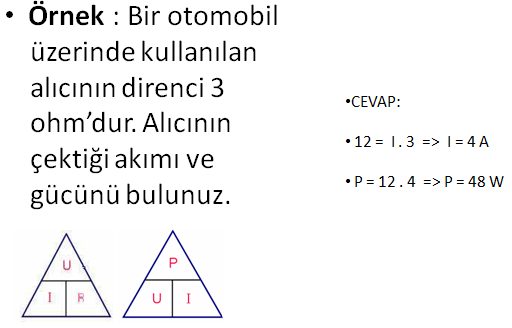 • Örnek : Bir otomobil
üzerinde kullanılan
alıcının direnci 3
ohm’dur. Alıcının
çektiği akımı ve
gücünü bulunuz.
•CEVAP:
• 12 = I . 3 => I = 4 A
• P = 12 . 4 => P = 48 W
U
I R
P
U I